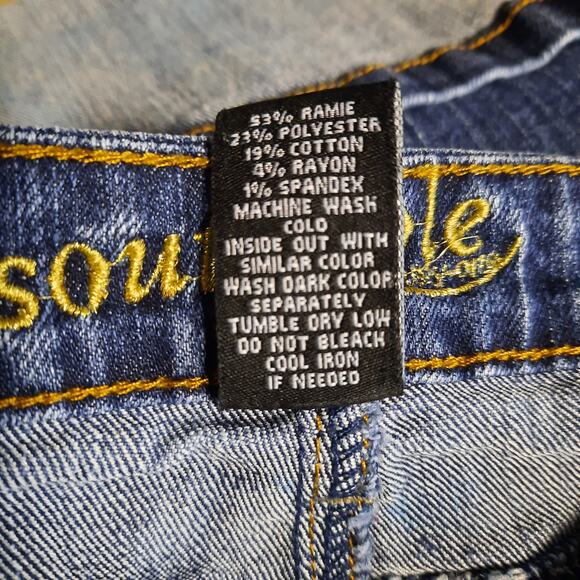 53% RAMIE
23% POLYESTER
19% COTTON
4% RAYON
1% SPANDEX
MACHINE WASH
COLD
INSIDE OUT WITH
SIMILAR COLOR
WASH DARK COLOR
SEPARATELY
TUMBLE DRY LOW
DO NOT BLEACH
COOL IRON
IF NEEDED